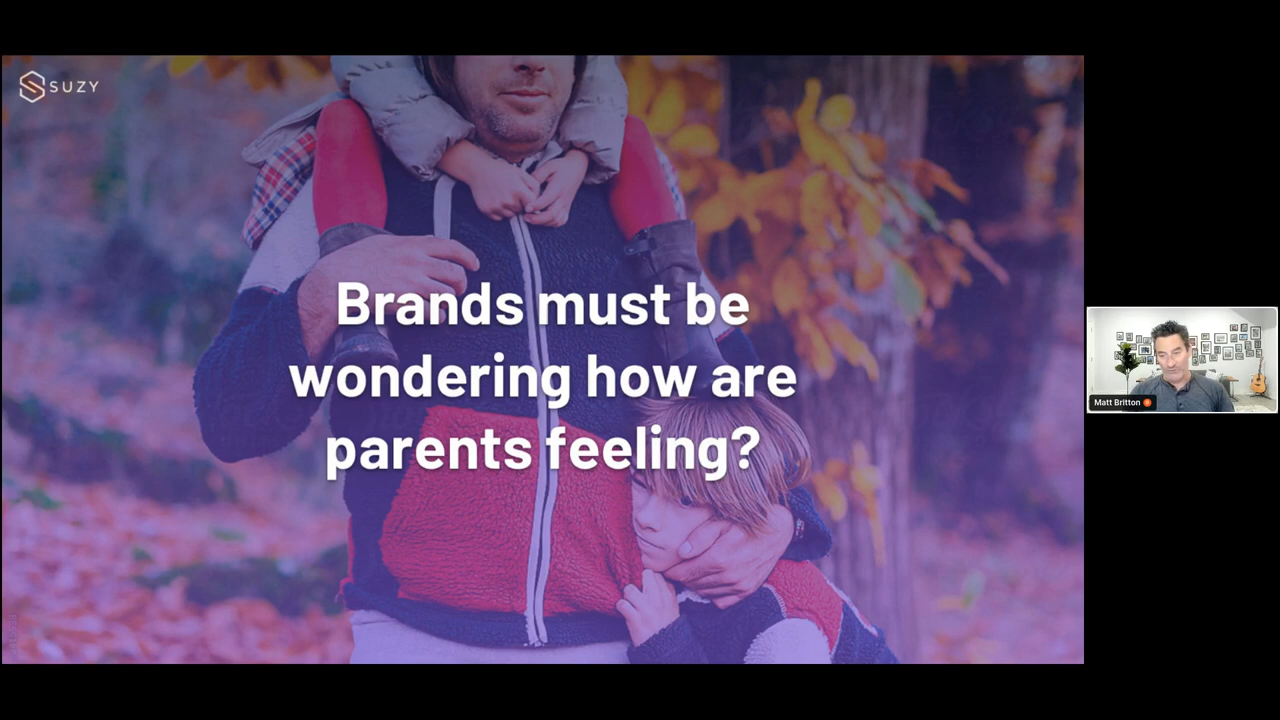 SUZY
Brands must be
wondering how are
parents feeling?
Matt Britton